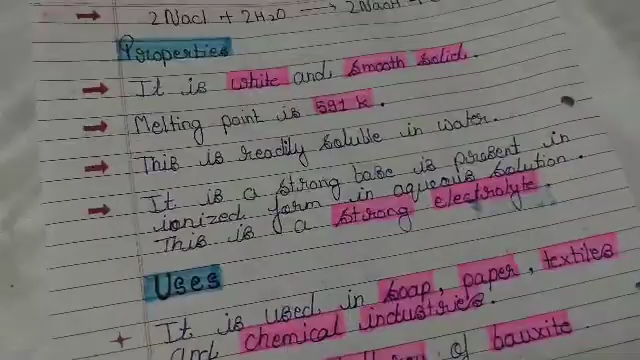 2NaCl + 2H2O → 2NaOH +
Properties
→ It is white and smooth solid.
→ Melting point is 591 K.
→ This is readily soluble in water.
→ It is a strong base is present in
ionized form in aqueous solution.
This is a strong electrolyte.
Uses
It is used in soap, paper, textiles
and chemical industries.
of bauxite